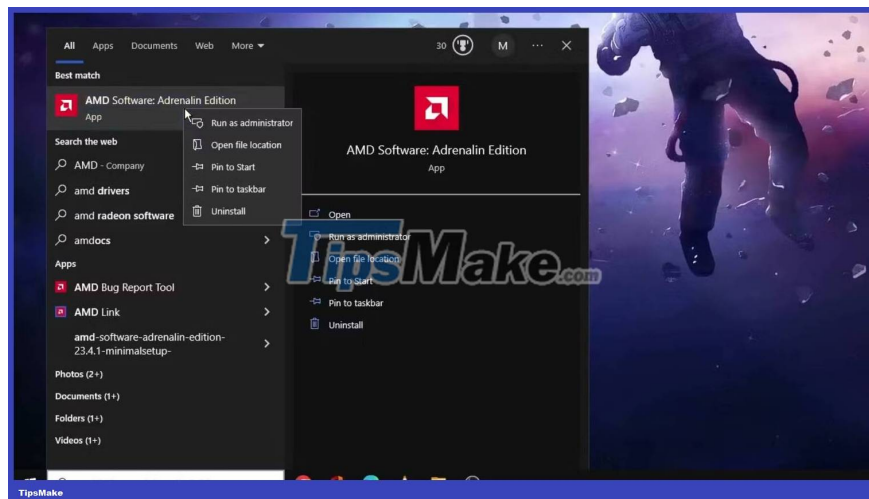 All Apps Documents Web More 30 M ...
Best match
AMD Software: Adrenalin Edition
App
Run as administrator
Open file location
Pin to Start
Pin to taskbar
Uninstall
Search the web
AMD - Company
amd drivers
amd radeon software
amdocs
Apps
AMD Bug Report Tool
AMD Link
amd-software-adrenalin-edition-
23.4.1-minimalsetup-
Photos (2+)
Documents (1+)
Folders (1+)
Videos (1+)
AMD Software: Adrenalin Edition
App
Open
Run as administrator
Open file location
Pin to Start
Pin to taskbar
Uninstall
TipsMake.com
TipsMake